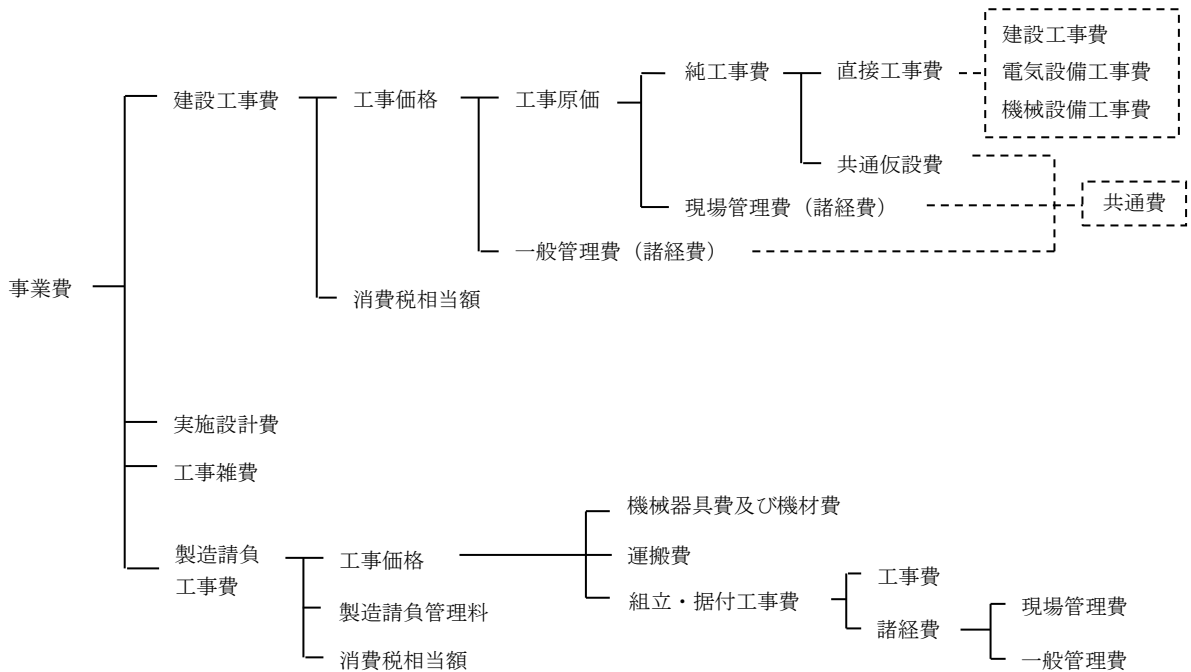 建設工事費
電気設備工事費
機械設備工事費
純工事費
直接工事費
建設工事費
工事価格
工事原価
共通仮設費
現場管理費（諸経費）
共通費
一般管理費（諸経費）
事業費
消費税相当額
実施設計費
工事雑費
機械器具費及び機材費
製造請負
工事費
工事価格
運搬費
組立・据付工事費
工事費
製造請負管理料
諸経費
現場管理費
消費税相当額
一般管理費